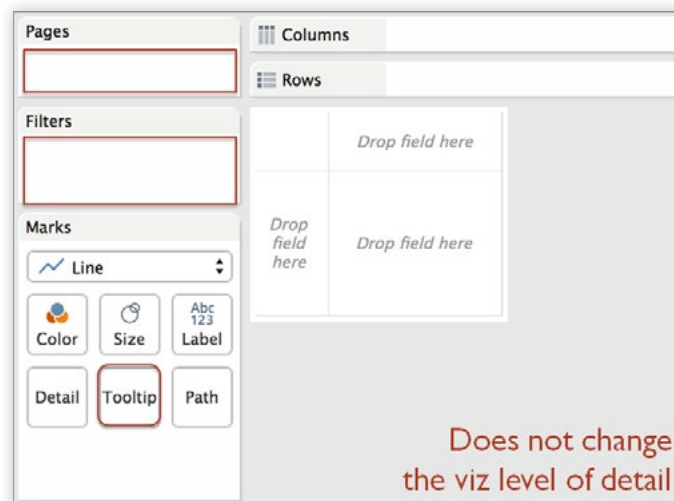 Pages
Columns
Rows
Filters
Drop field here
Marks
Drop
field
here
Drop field here
Line
Color
Size
Abc
123
Label
Detail
Tooltip
Path
Does not change
the viz level of detail